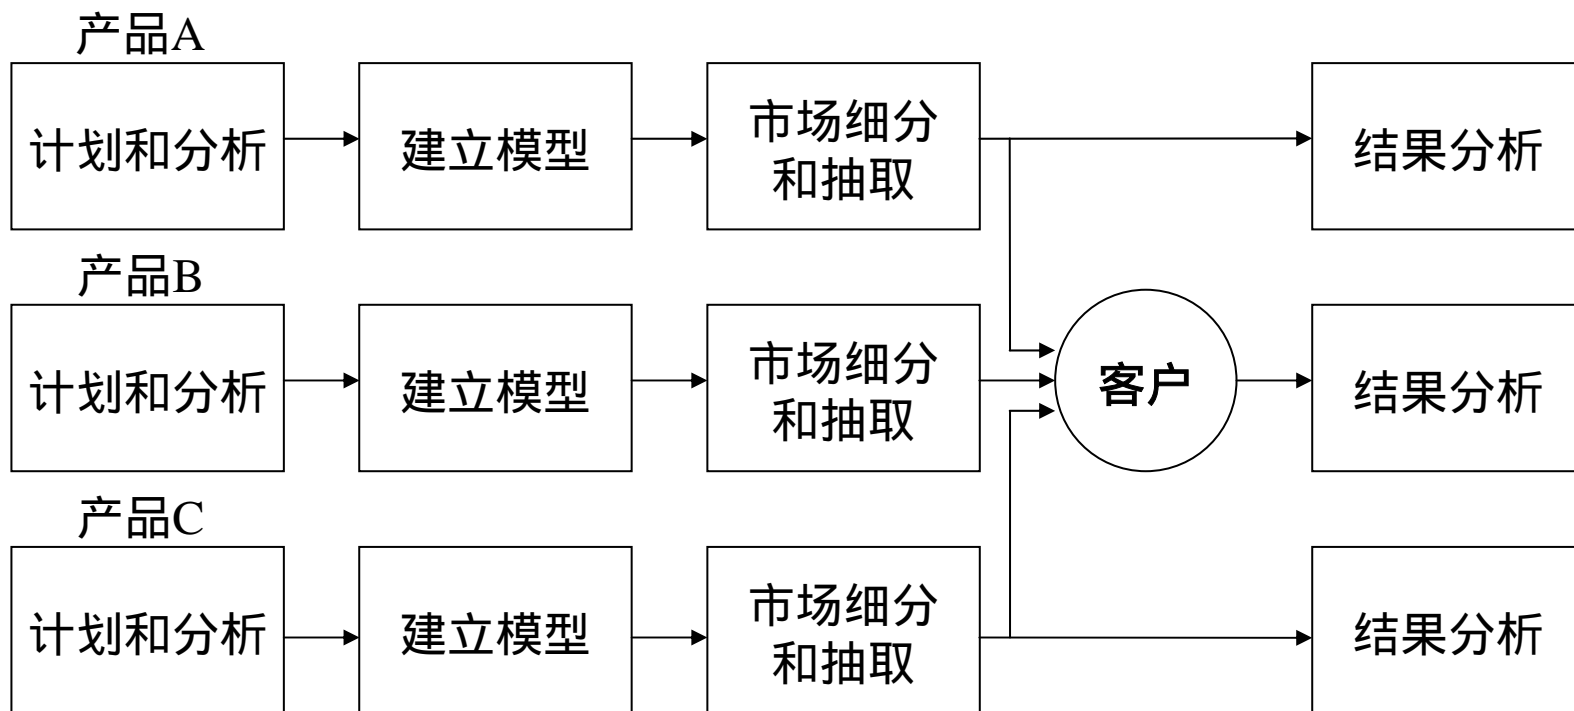 产品A
计划和分析
建立模型
市场细分
和抽取
结果分析
产品B
计划和分析
建立模型
市场细分
和抽取
客户
结果分析
产品C
计划和分析
建立模型
市场细分
和抽取
结果分析